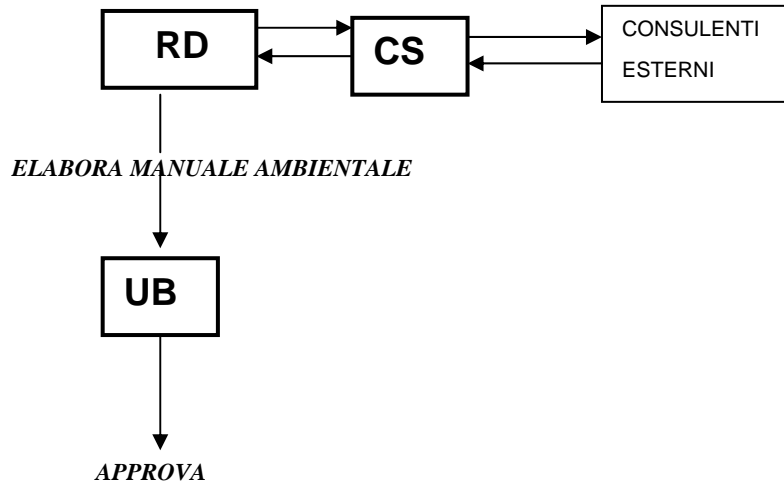 RD
CS
CONSULENTI
ESTERNI
ELABORA MANUALE AMBIENTALE
UB
APPROVA